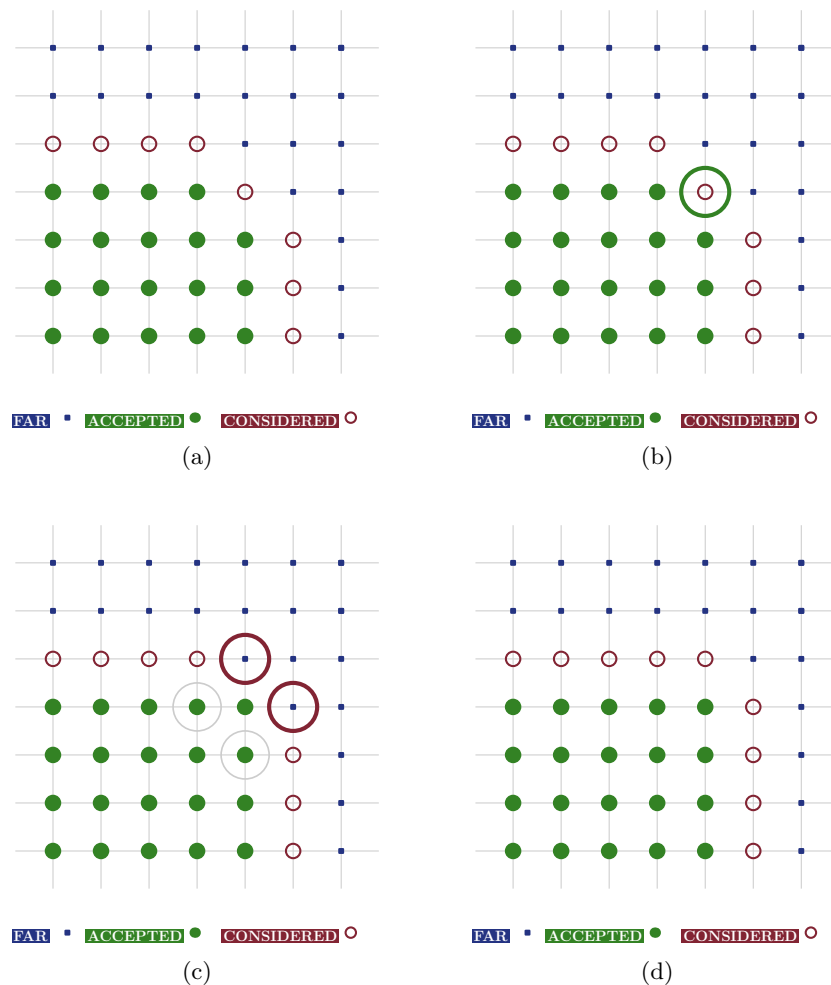 FAR ACCEPTED CONSIDERED
(a)
FAR ACCEPTED CONSIDERED
(b)
FAR ACCEPTED CONSIDERED
(c)
FAR ACCEPTED CONSIDERED
(d)